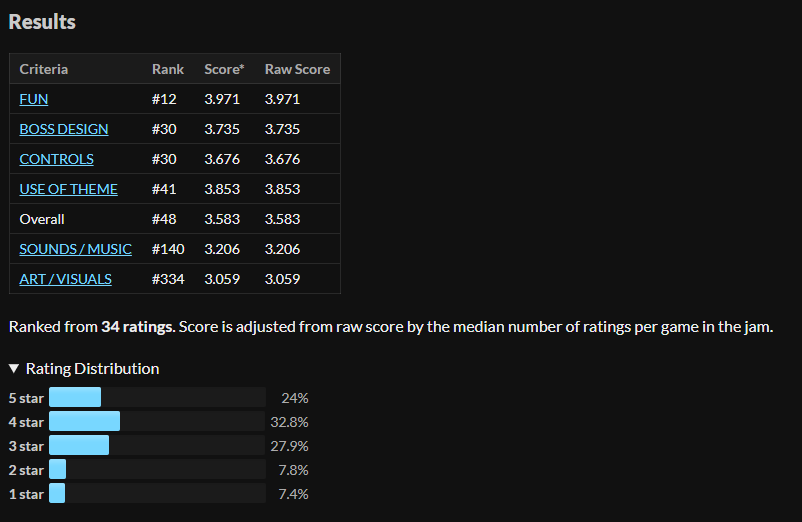 Results
Criteria Rank Score* Raw Score
FUN #12 3.971 3.971
BOSS DESIGN #30 3.735 3.735
CONTROLS #30 3.676 3.676
USE OF THEME #41 3.853 3.853
Overall #48 3.583 3.583
SOUNDS / MUSIC #140 3.206 3.206
ART / VISUALS #334 3.059 3.059
Ranked from 34 ratings. Score is adjusted from raw score by the median number of ratings per game in the jam.
▼ Rating Distribution
5 star 24%
4 star 32.8%
3 star 27.9%
2 star 7.8%
1 star 7.4%